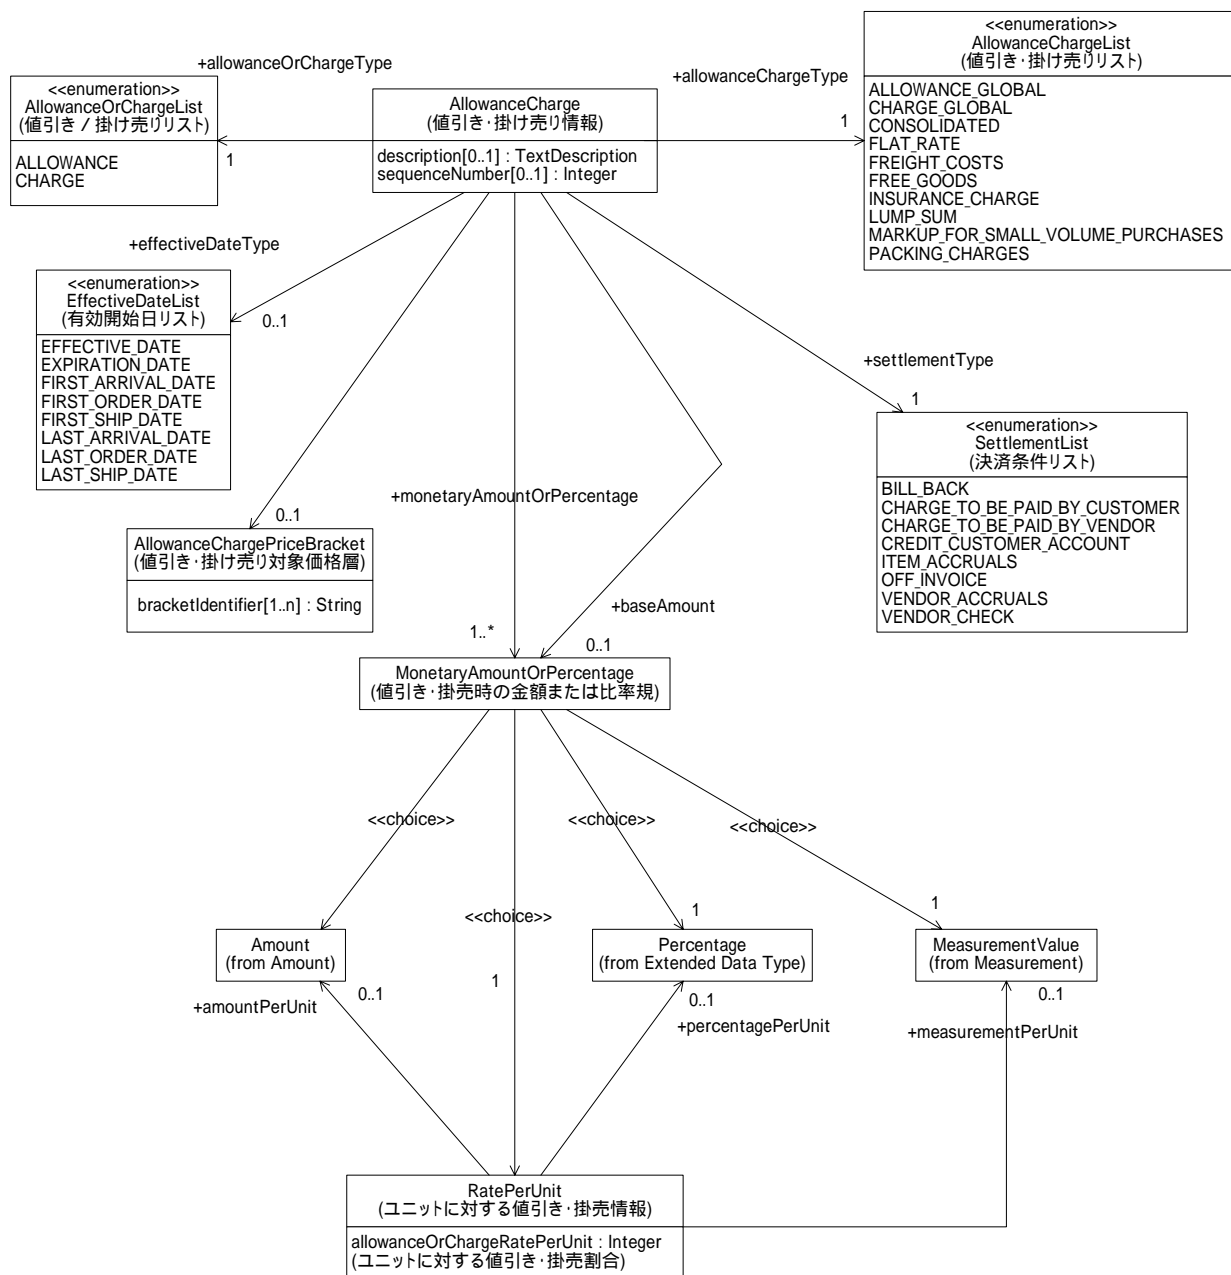 <<enumeration>>
AllowanceChargeList
(値引き・掛け売りリスト)
ALLOWANCE_GLOBAL
CHARGE_GLOBAL
CONSOLIDATED
FLAT_RATE
FREIGHT_COSTS
FREE_GOODS
INSURANCE_CHARGE
LUMP_SUM
MARKUP_FOR_SMALL_VOLUME_PURCHASES
PACKING_CHARGES
+allowanceOrChargeType
+allowanceChargeType
<<enumeration>>
AllowanceOrChargeList
(値引き / 掛け売りリスト)
ALLOWANCE
CHARGE
1
AllowanceCharge
(値引き・掛け売り情報)
description[0..1] : TextDescription
sequenceNumber[0..1] : Integer
1
+effectiveDateType
<<enumeration>>
EffectiveDateList
(有効開始日リスト)
EFFECTIVE_DATE
EXPIRATION_DATE
FIRST_ARRIVAL_DATE
FIRST_ORDER_DATE
FIRST_SHIP_DATE
LAST_ARRIVAL_DATE
LAST_ORDER_DATE
LAST_SHIP_DATE
0..1
+settlementType
1
<<enumeration>>
SettlementList
(決済条件リスト)
BILL_BACK
CHARGE_TO_BE_PAID_BY_CUSTOMER
CHARGE_TO_BE_PAID_BY_VENDOR
CREDIT_CUSTOMER_ACCOUNT
ITEM_ACCRUALS
OFF_INVOICE
VENDOR_ACCRUALS
VENDOR_CHECK
+monetaryAmountOrPercentage
0..1
AllowanceChargePriceBracket
(値引き・掛け売り対象価格層)
bracketIdentifier[1..n] : String
+baseAmount
1..*
0..1
MonetaryAmountOrPercentage
(値引き・掛売時の金額または比率規)
<<choice>>
<<choice>>
<<choice>>
<<choice>>
1
1
Amount
(from Amount)
Percentage
(from Extended Data Type)
MeasurementValue
(from Measurement)
0..1
+amountPerUnit
1
0..1
+percentagePerUnit
0..1
+measurementPerUnit
RatePerUnit
(ユニットに対する値引き・掛売情報)
allowanceOrChargeRatePerUnit : Integer
(ユニットに対する値引き・掛売割合)